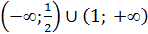 (−∞; 1/2) ∪ (1; +∞)